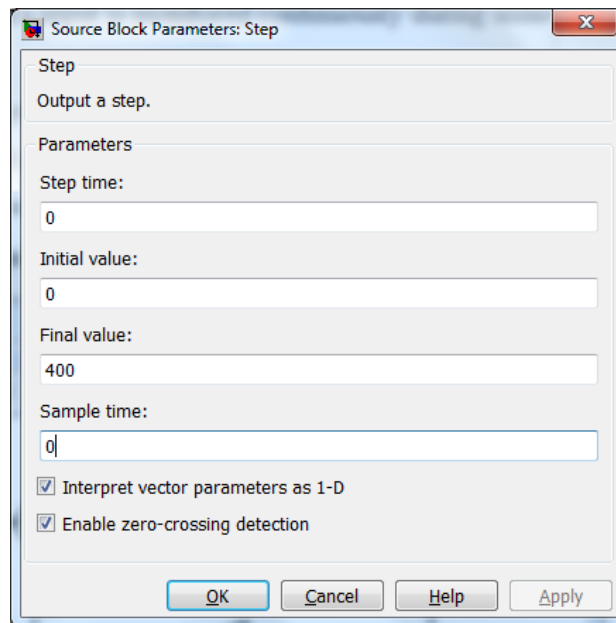 Source Block Parameters: Step
Step
Output a step.
Parameters
Step time:
0
Initial value:
0
Final value:
400
Sample time:
0
Interpret vector parameters as 1-D
Enable zero-crossing detection
OK Cancel Help Apply